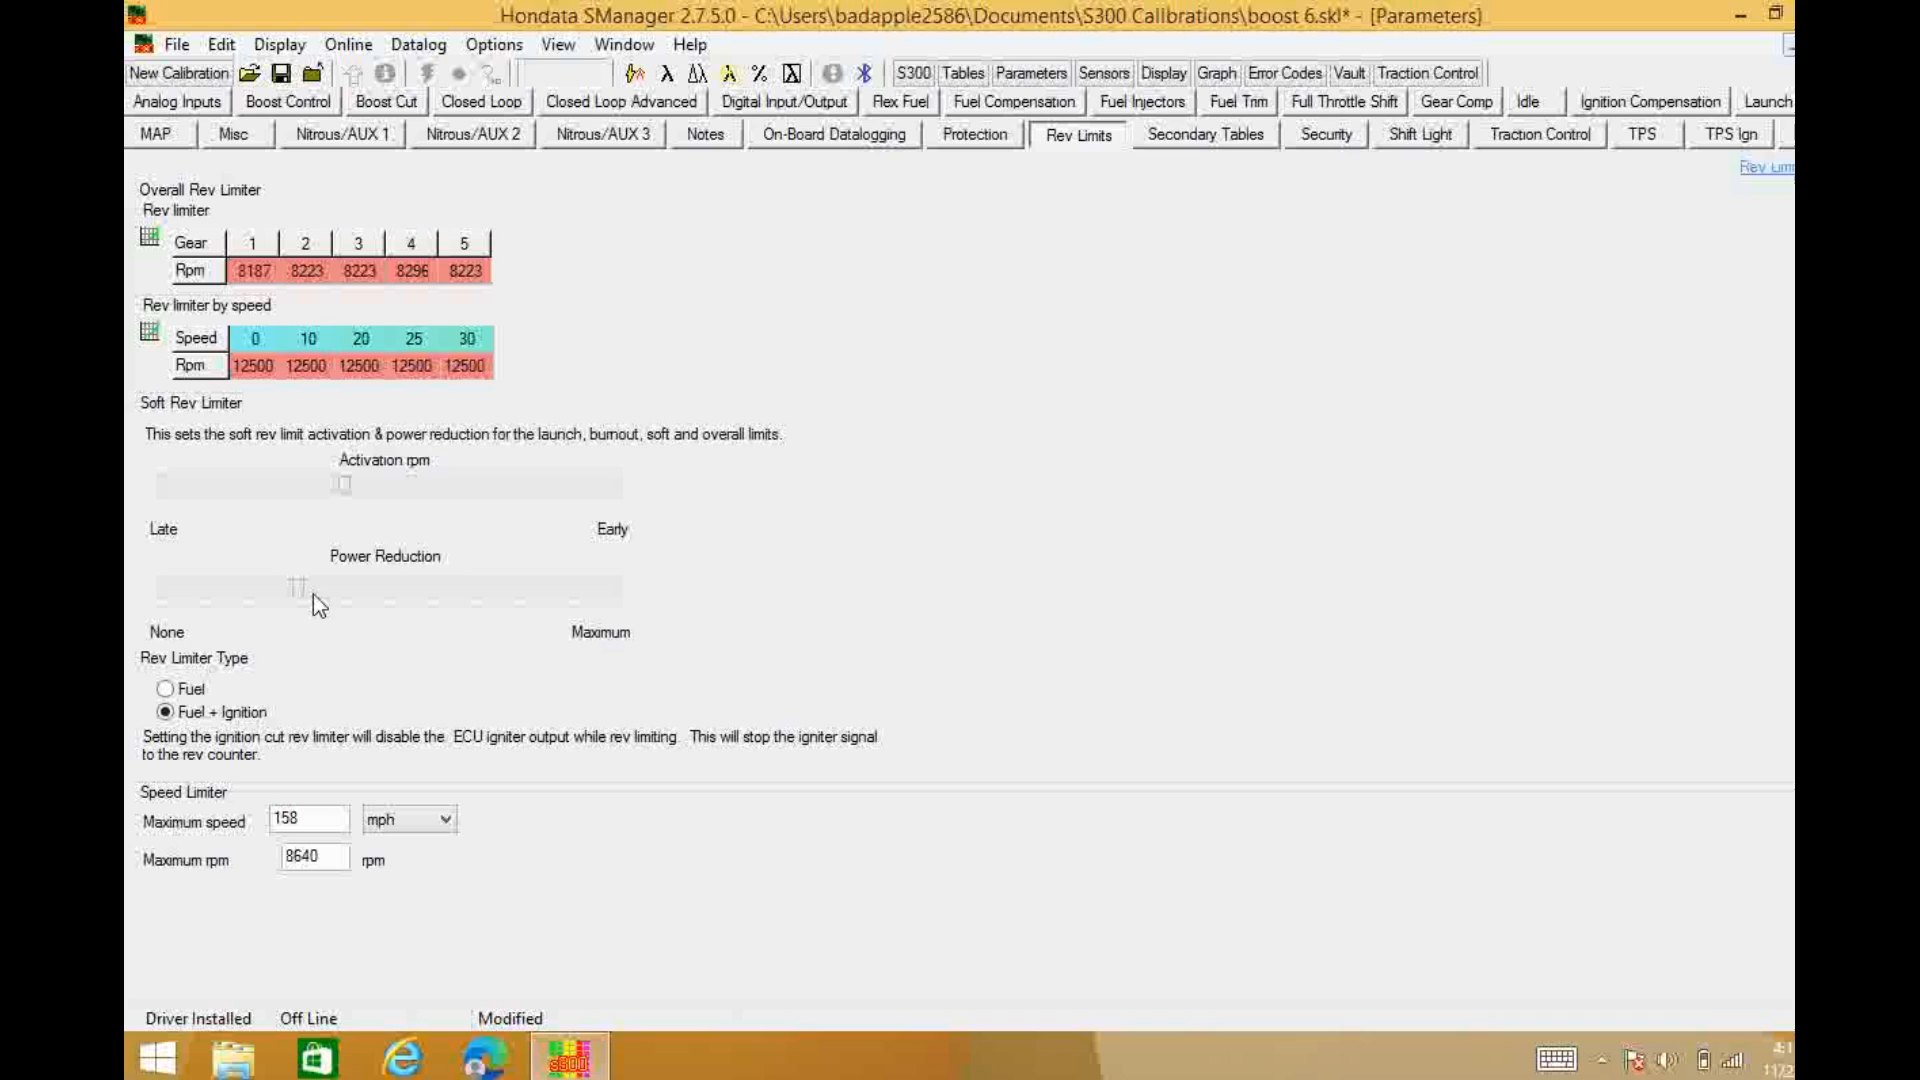 Hondata SManager 2.7.5.0 - C:\Users\badapple2586\Documents\S300 Calibrations\boost 6.skl* - [Parameters]
File Edit Display Online Datalog Options View Window Help
New Calibration S300 Tables Parameters Sensors Display Graph Error Codes Vault Traction Control
Analog Inputs Boost Control Boost Cut Closed Loop Closed Loop Advanced Digital Input/Output Flex Fuel Fuel Compensation Fuel Injectors Fuel Trim Full Throttle Shift Gear Comp Idle Ignition Compensation Launch
MAP Misc Nitrous/AUX 1 Nitrous/AUX 2 Nitrous/AUX 3 Notes On-Board Datalogging Protection Rev Limits Secondary Tables Security Shift Light Traction Control TPS TPS Ign
Rev Limi
Overall Rev Limiter
Rev limiter
Gear 1 2 3 4 5
Rpm 8187 8223 8223 8296 8223
Rev limiter by speed
Speed 0 10 20 25 30
Rpm 12500 12500 12500 12500 12500
Soft Rev Limiter
This sets the soft rev limit activation & power reduction for the launch, burnout, soft and overall limits.
Activation rpm
Late Early
Power Reduction
None Maximum
Rev Limiter Type
Fuel
Fuel + Ignition
Setting the ignition cut rev limiter will disable the ECU igniter output while rev limiting. This will stop the igniter signal
to the rev counter.
Speed Limiter
Maximum speed 158 mph
Maximum rpm 8640 rpm
Driver Installed Off Line Modified
s300